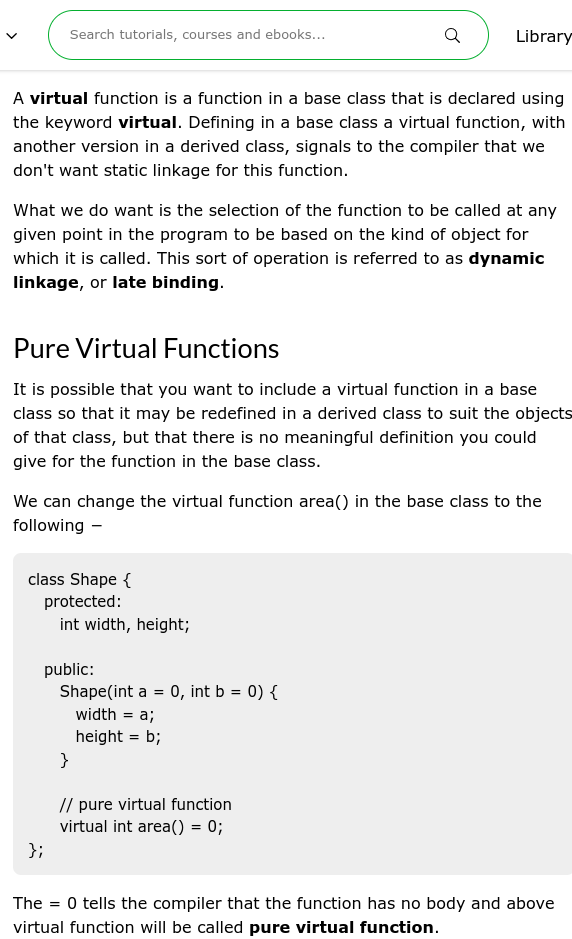 Search tutorials, courses and ebooks...
Library
A virtual function is a function in a base class that is declared using
the keyword virtual. Defining in a base class a virtual function, with
another version in a derived class, signals to the compiler that we
don't want static linkage for this function.
What we do want is the selection of the function to be called at any
given point in the program to be based on the kind of object for
which it is called. This sort of operation is referred to as dynamic
linkage, or late binding.
Pure Virtual Functions
It is possible that you want to include a virtual function in a base
class so that it may be redefined in a derived class to suit the objects
of that class, but that there is no meaningful definition you could
give for the function in the base class.
We can change the virtual function area() in the base class to the
following −
class Shape {
protected:
int width, height;
public:
Shape(int a = 0, int b = 0) {
width = a;
height = b;
}
// pure virtual function
virtual int area() = 0;
};
The = 0 tells the compiler that the function has no body and above
virtual function will be called pure virtual function.